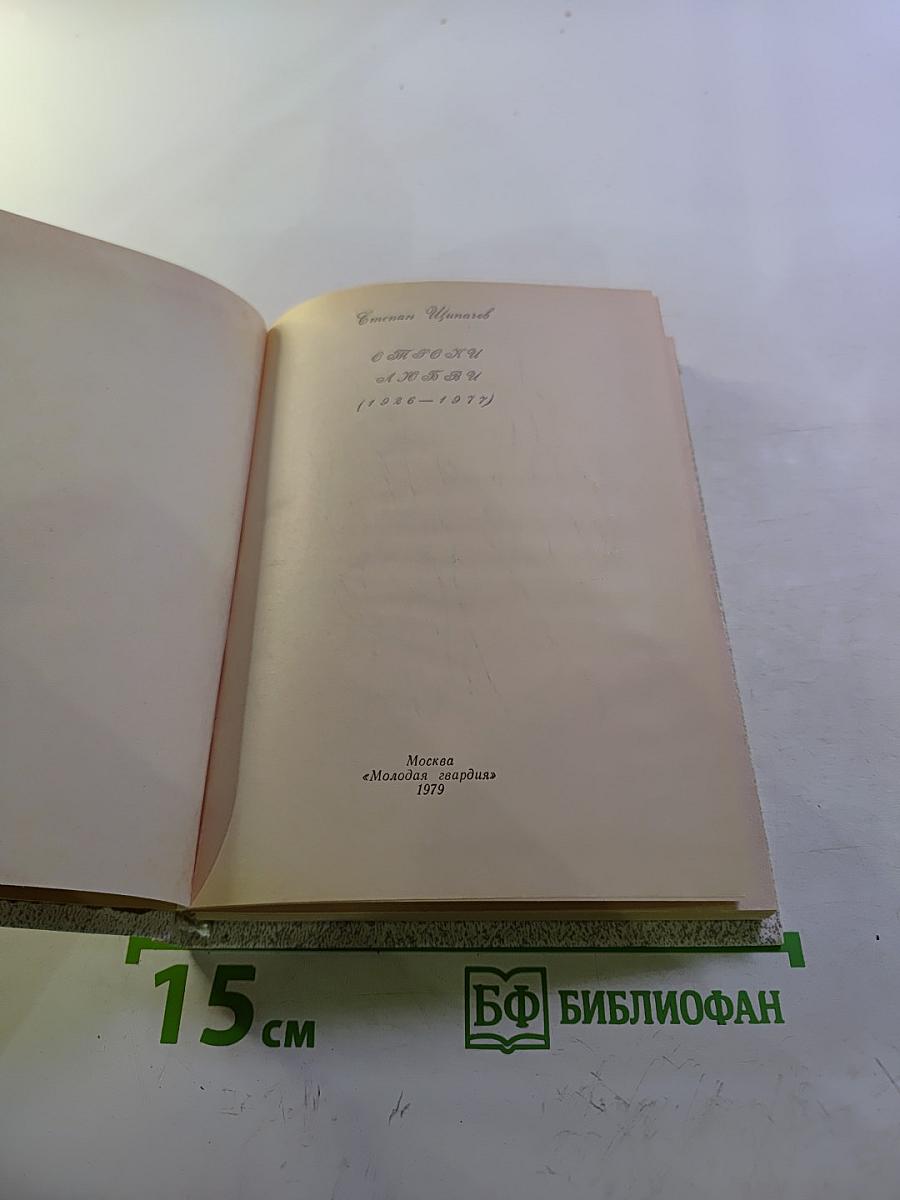 Степан Щипачев
СТРОКИ
ЛЮБВИ
(1926—1977)
Москва
«Молодая гвардия»
1979
15 см
БФ БИБЛИОФАН